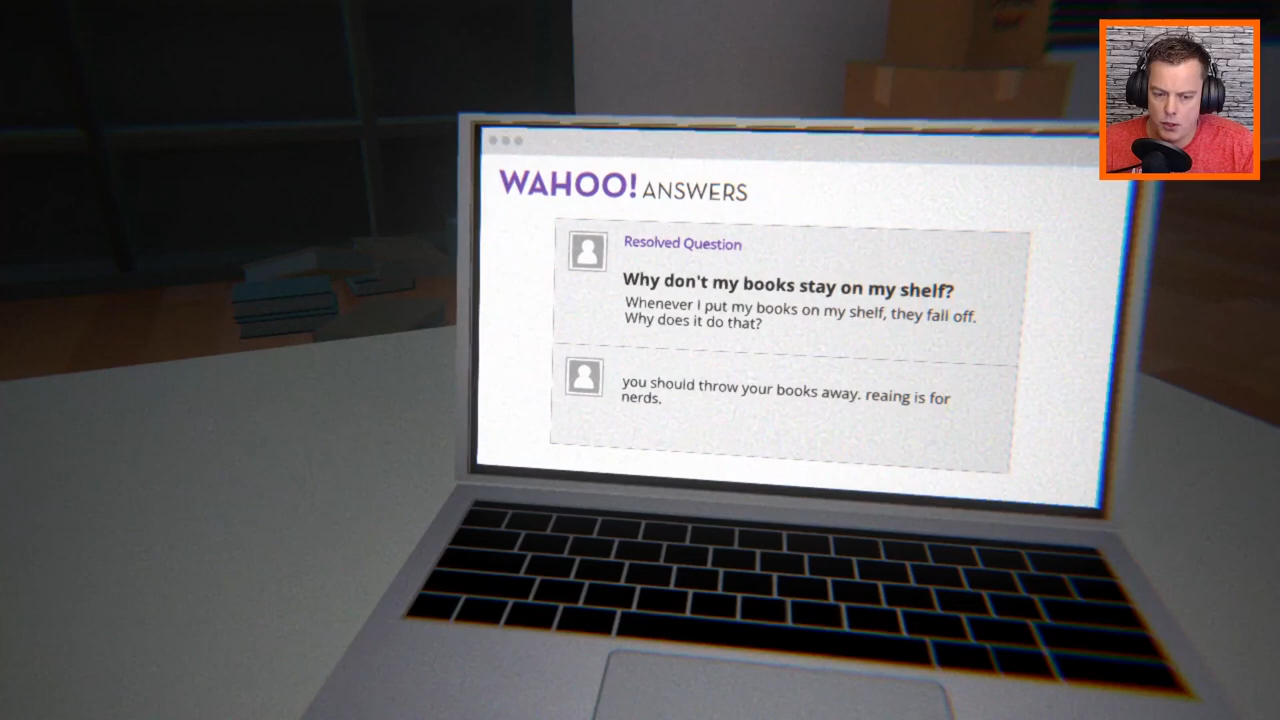 WAHOO! ANSWERS
Resolved Question
Why don't my books stay on my shelf?
Whenever I put my books on my shelf, they fall off.
Why does it do that?
you should throw your books away. reaing is for
nerds.